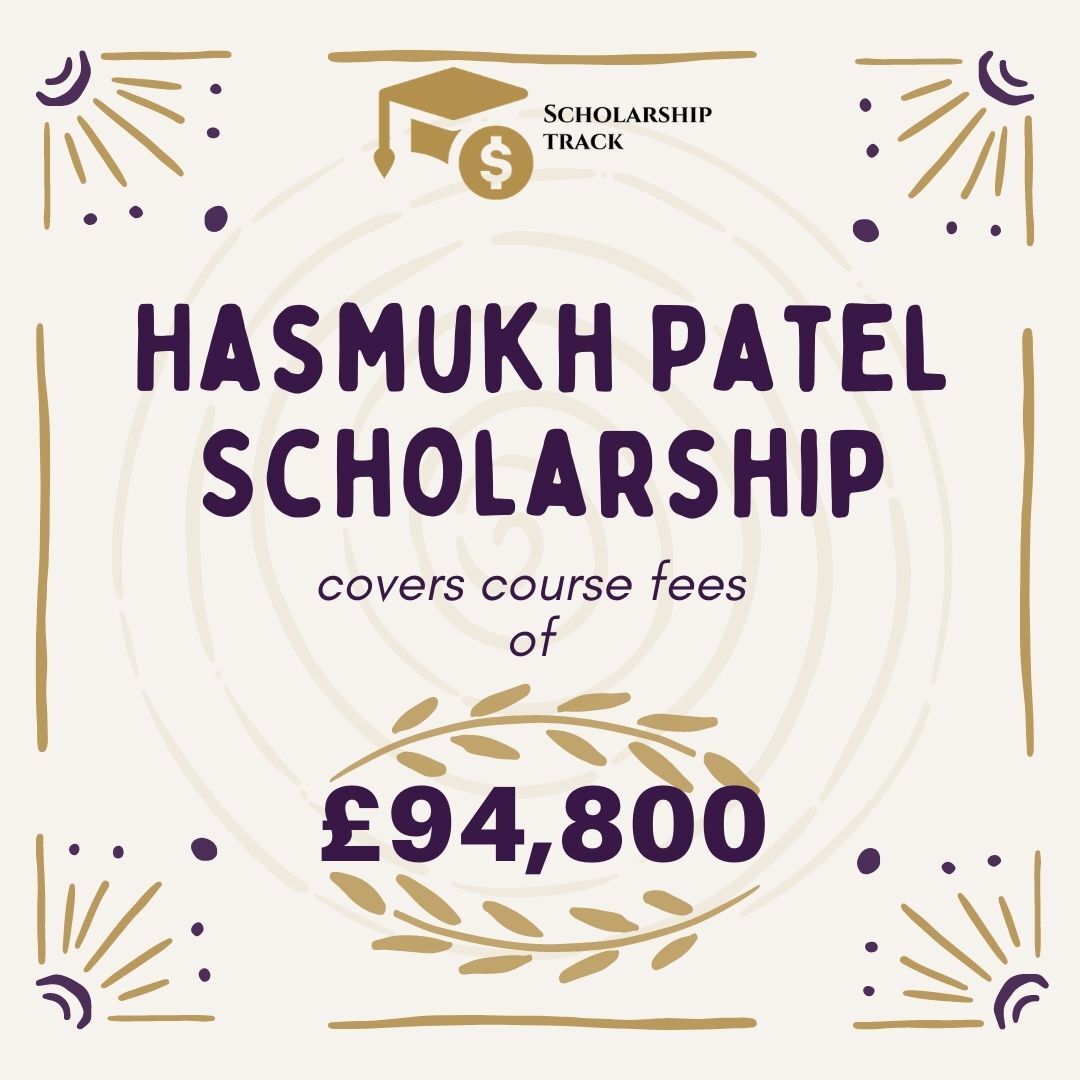 Scholarship
track
HASMUKH PATEL
SCHOLARSHIP
covers course fees
of
£94,800
$